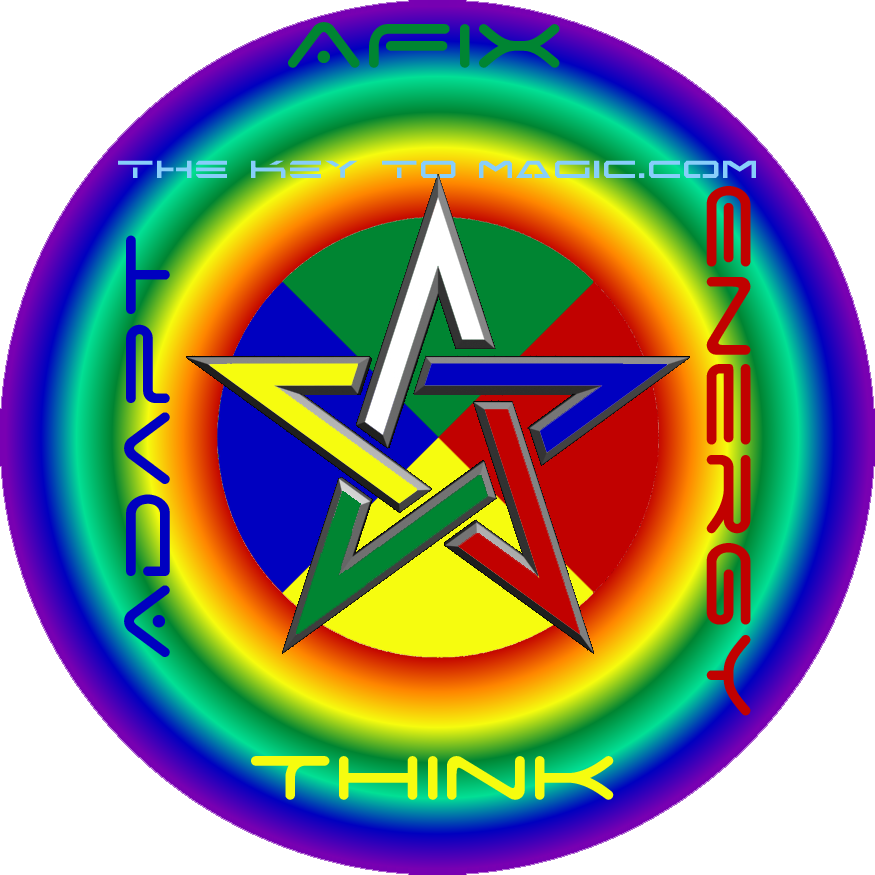 AFIX
THE KEY TO MAGIC.COM
ADAPT
ENERGY
THINK